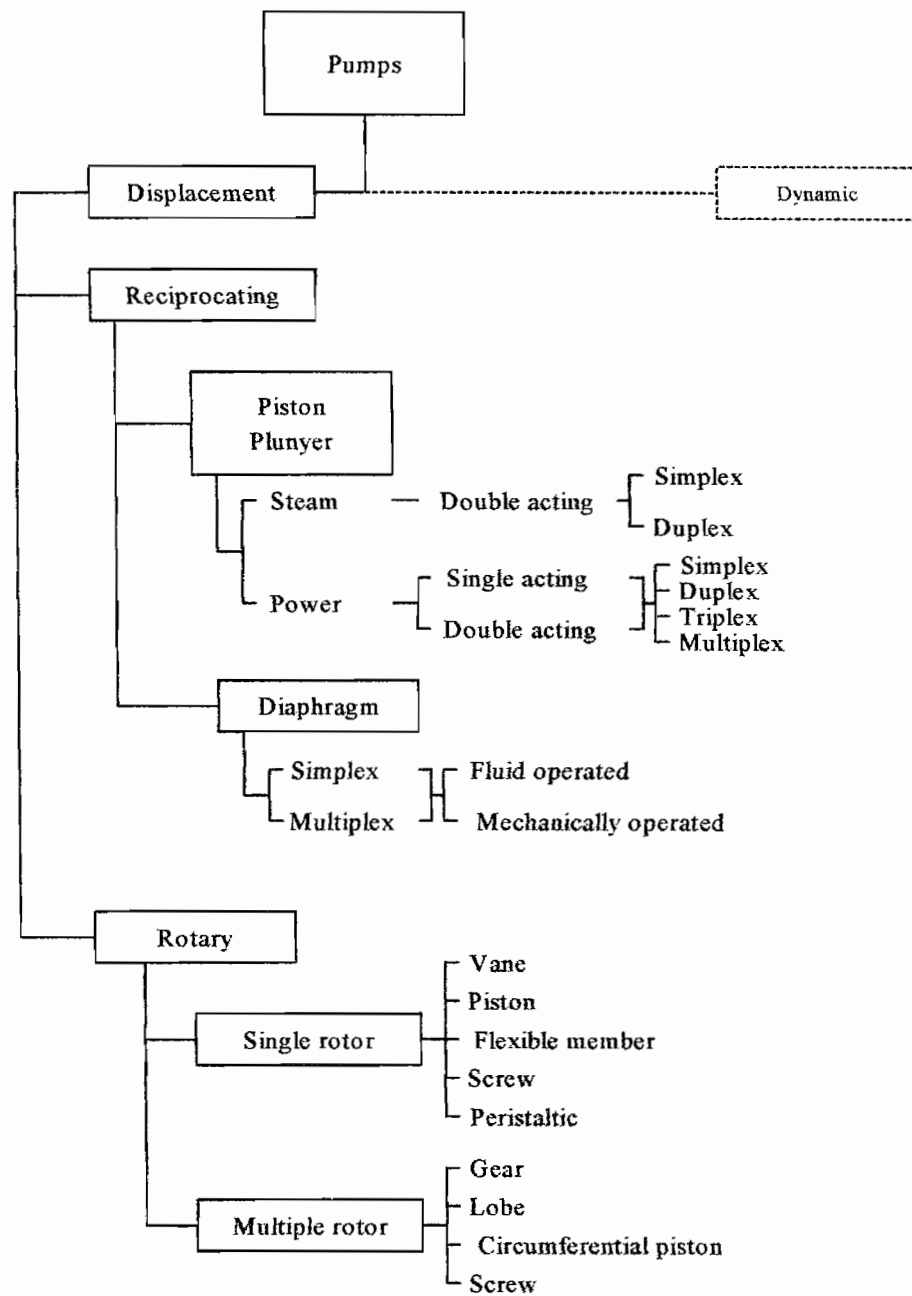 Pumps
Displacement
Dynamic
Reciprocating
Piston
Plunyer
Steam
Double acting
Simplex
Duplex
Power
Single acting
Double acting
Simplex
Duplex
Triplex
Multiplex
Diaphragm
Simplex
Multiplex
Fluid operated
Mechanically operated
Rotary
Single rotor
Vane
Piston
Flexible member
Screw
Peristaltic
Multiple rotor
Gear
Lobe
Circumferential piston
Screw